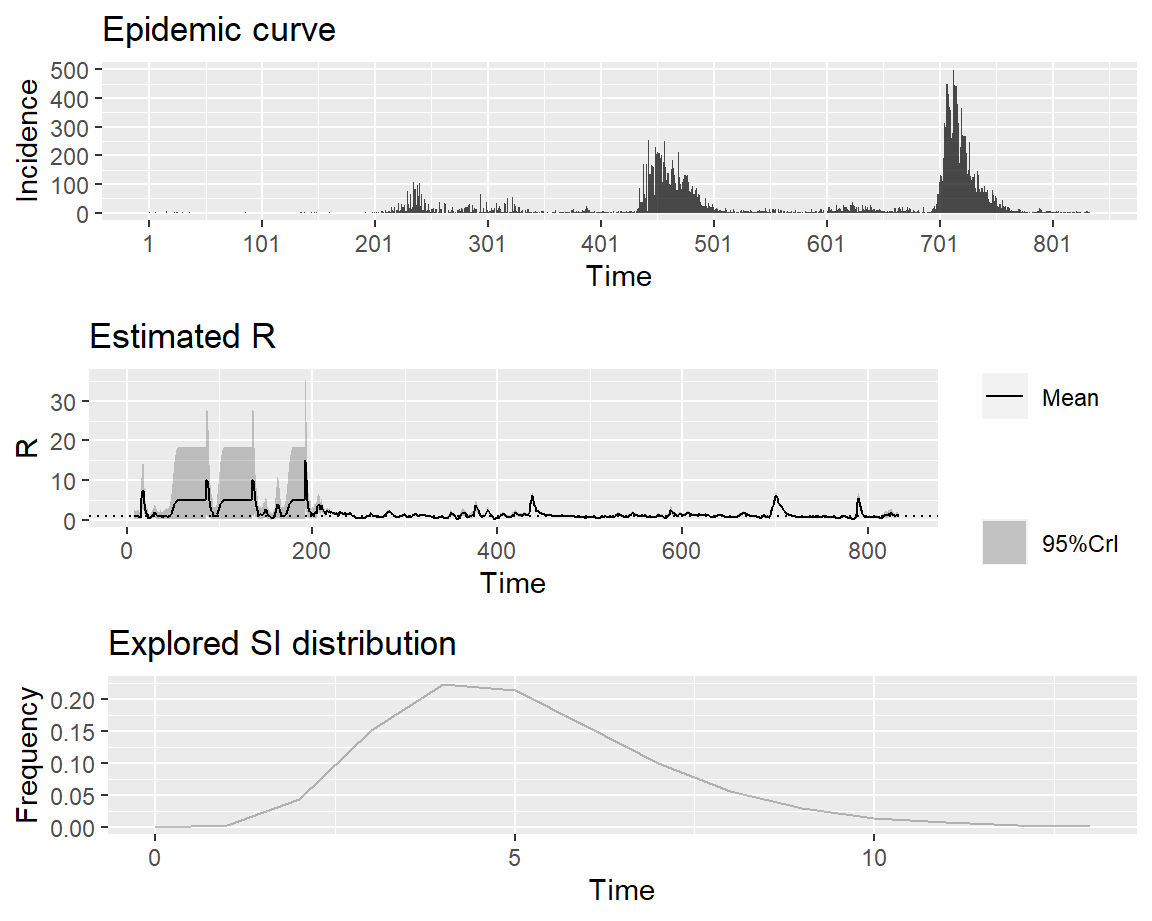 Epidemic curve
500
400
300
200
100
0
Incidence
1 101 201 301 401 501 601 701 801
Time
Estimated R
30
20
10
0
R
0 200 400 600 800
Time
Mean
95%CrI
Explored SI distribution
0.20
0.15
0.10
0.05
0.00
Frequency
0 5 10
Time